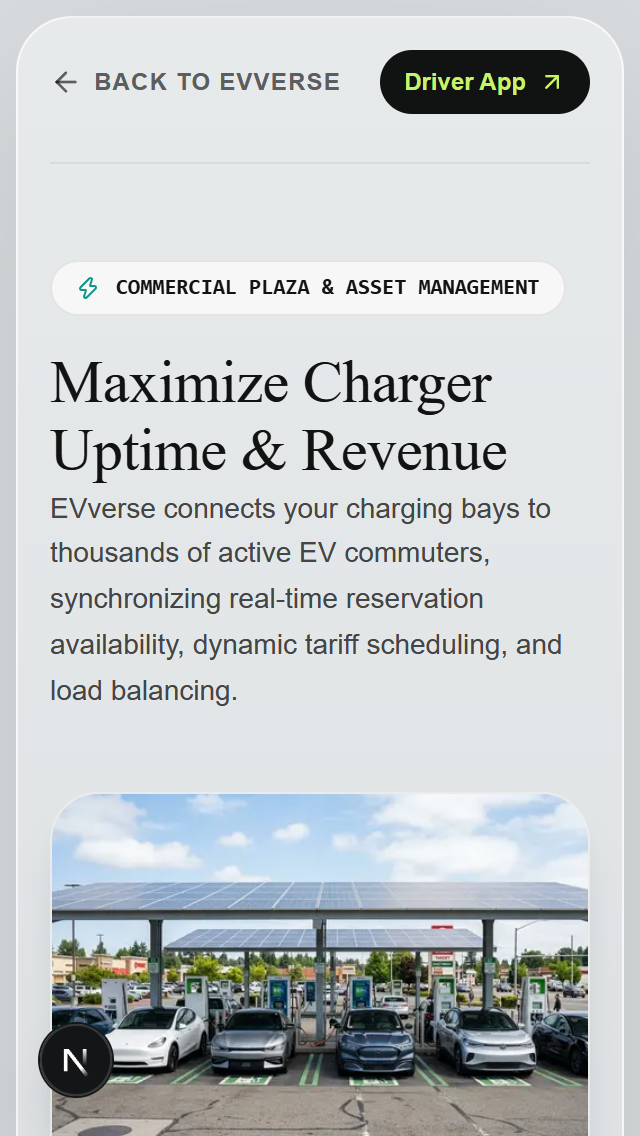 BACK TO EVVERSE
Driver App
COMMERCIAL PLAZA & ASSET MANAGEMENT
Maximize Charger
Uptime & Revenue
EVverse connects your charging bays to
thousands of active EV commuters,
synchronizing real-time reservation
availability, dynamic tariff scheduling, and
load balancing.
N